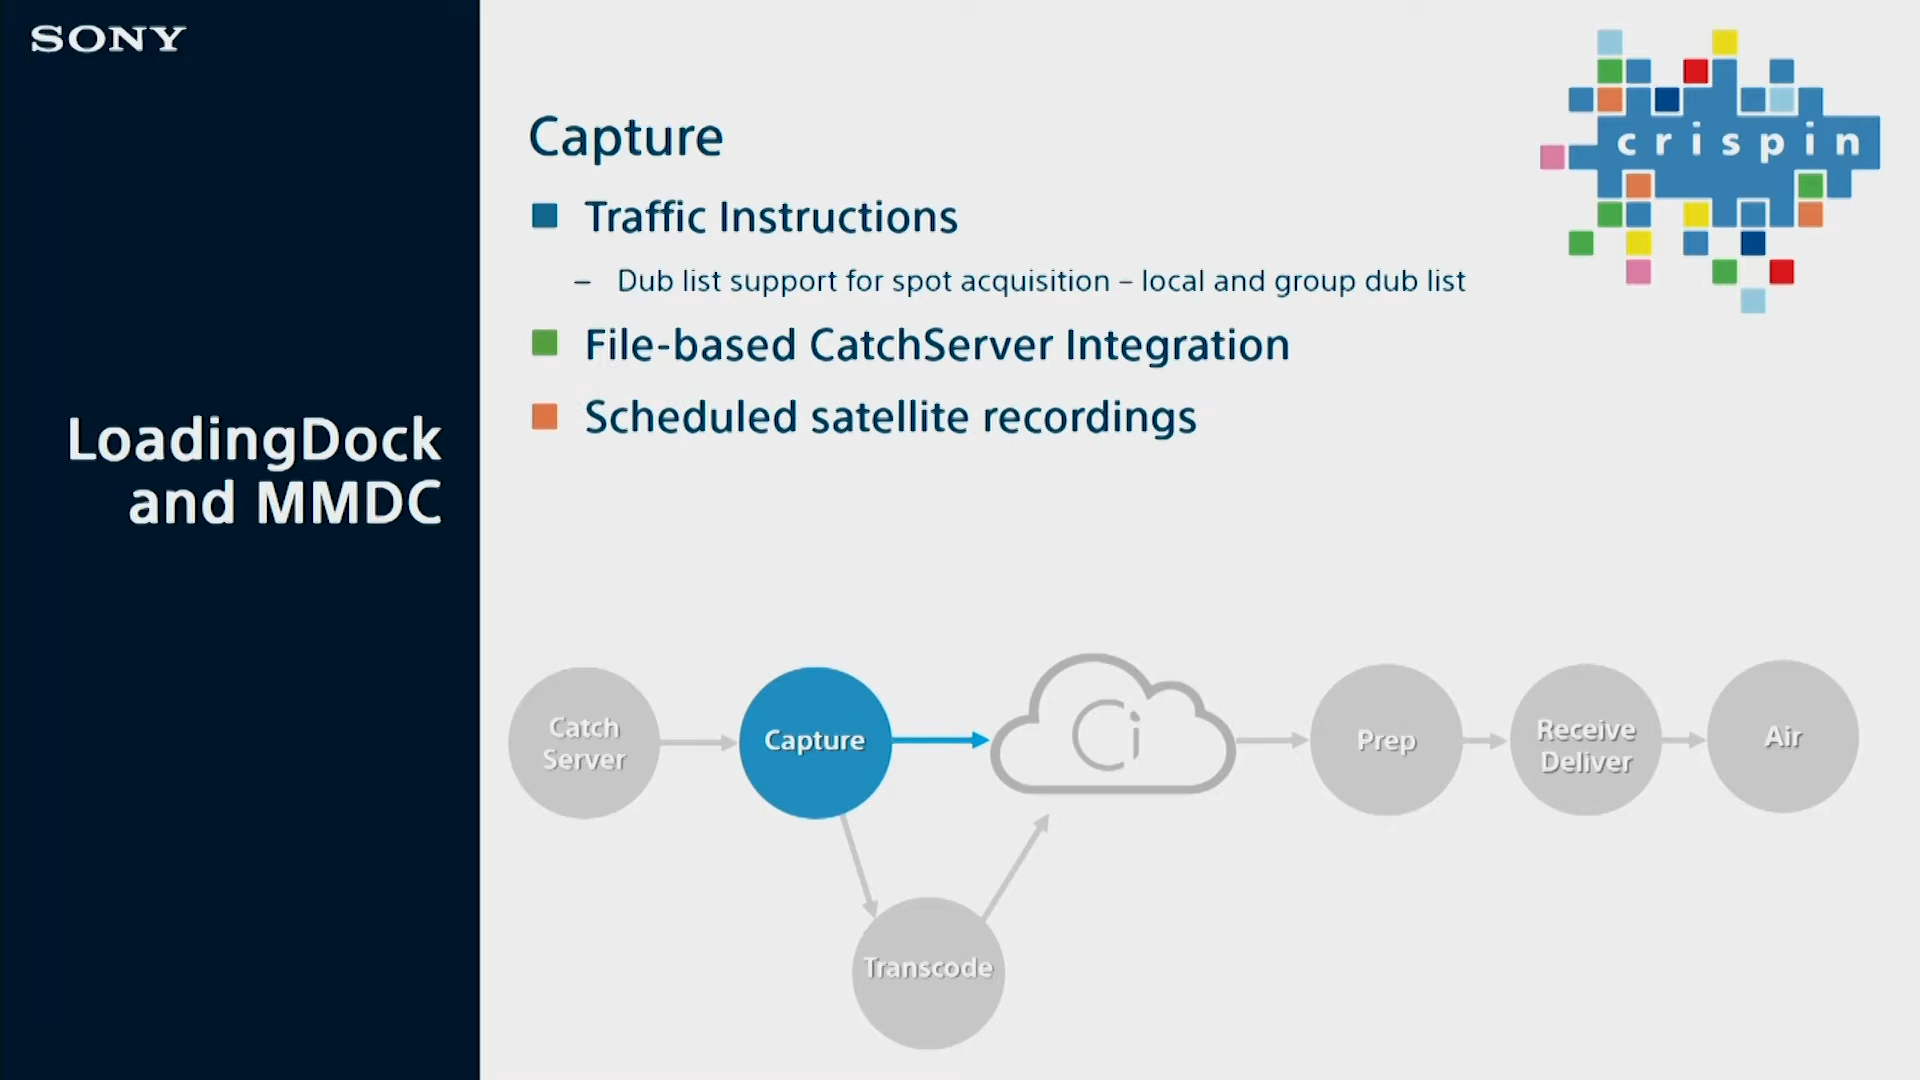 SONY
crispin
LoadingDock
and MMDC
Capture
Traffic Instructions
– Dub list support for spot acquisition – local and group dub list
File-based CatchServer Integration
Scheduled satellite recordings
Catch
Server
Capture
Ci
Prep
Receive
Deliver
Air
Transcode